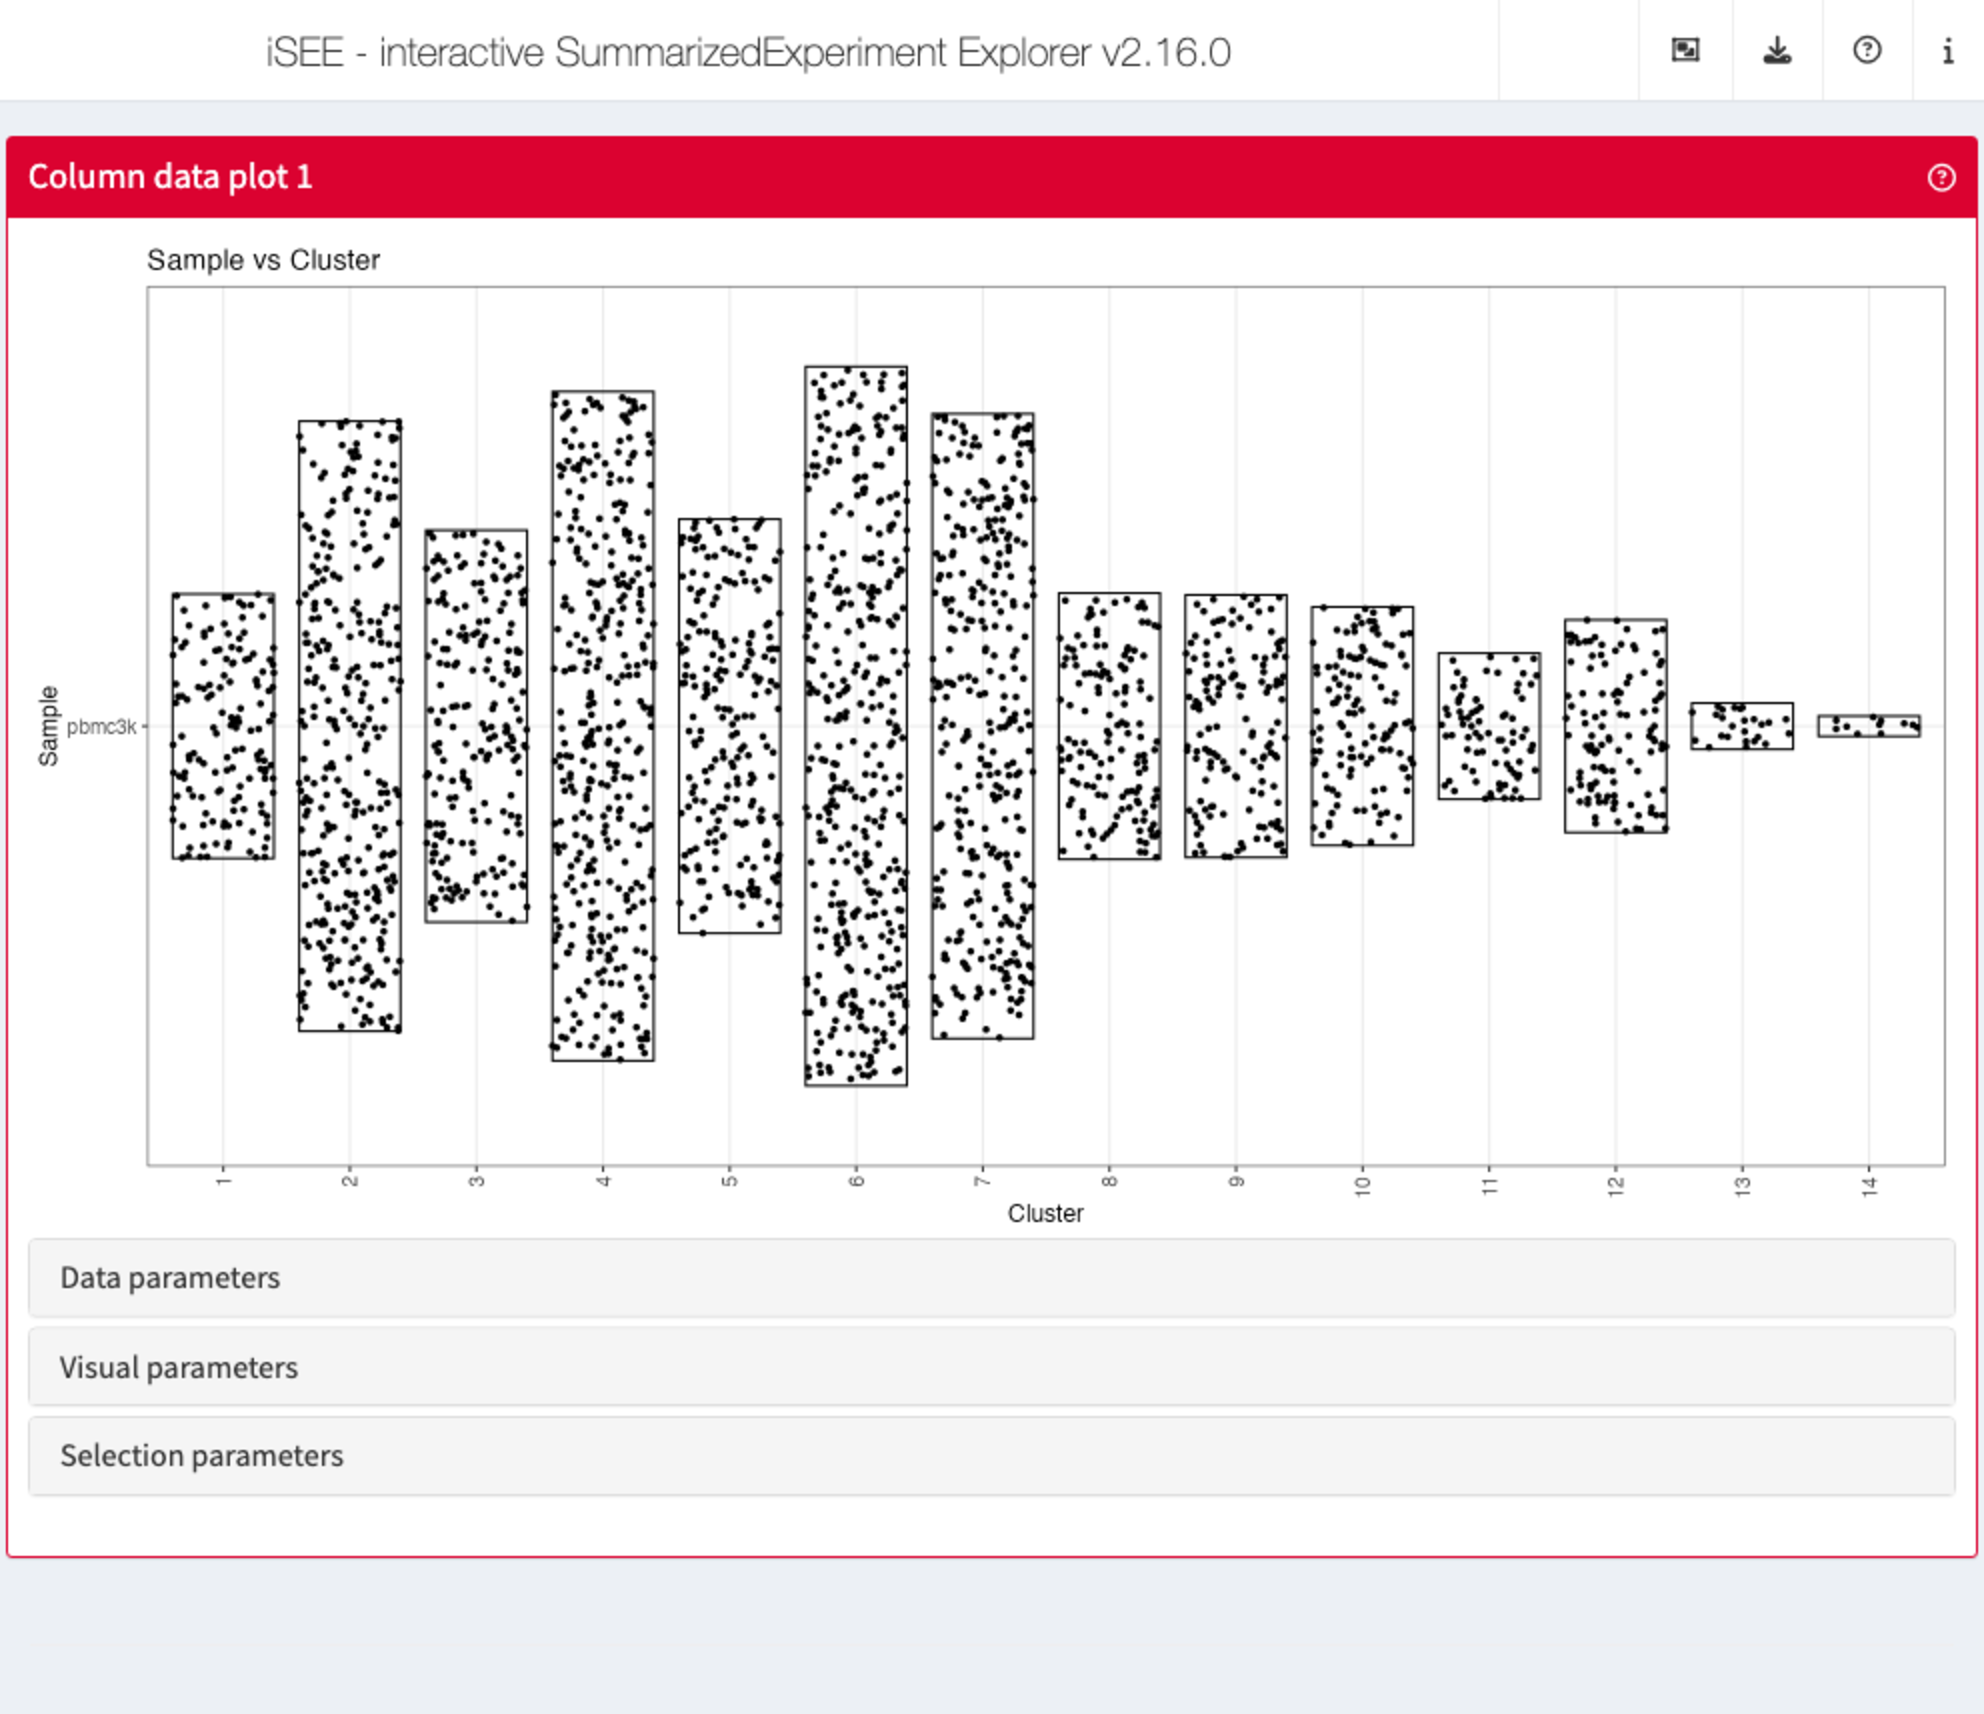 iSEE - interactive SummarizedExperiment Explorer v2.16.0
Column data plot 1
Sample vs Cluster
Sample
pbmc3k
1 2 3 4 5 6 7 8 9 10 11 12 13 14
Cluster
Data parameters
Visual parameters
Selection parameters